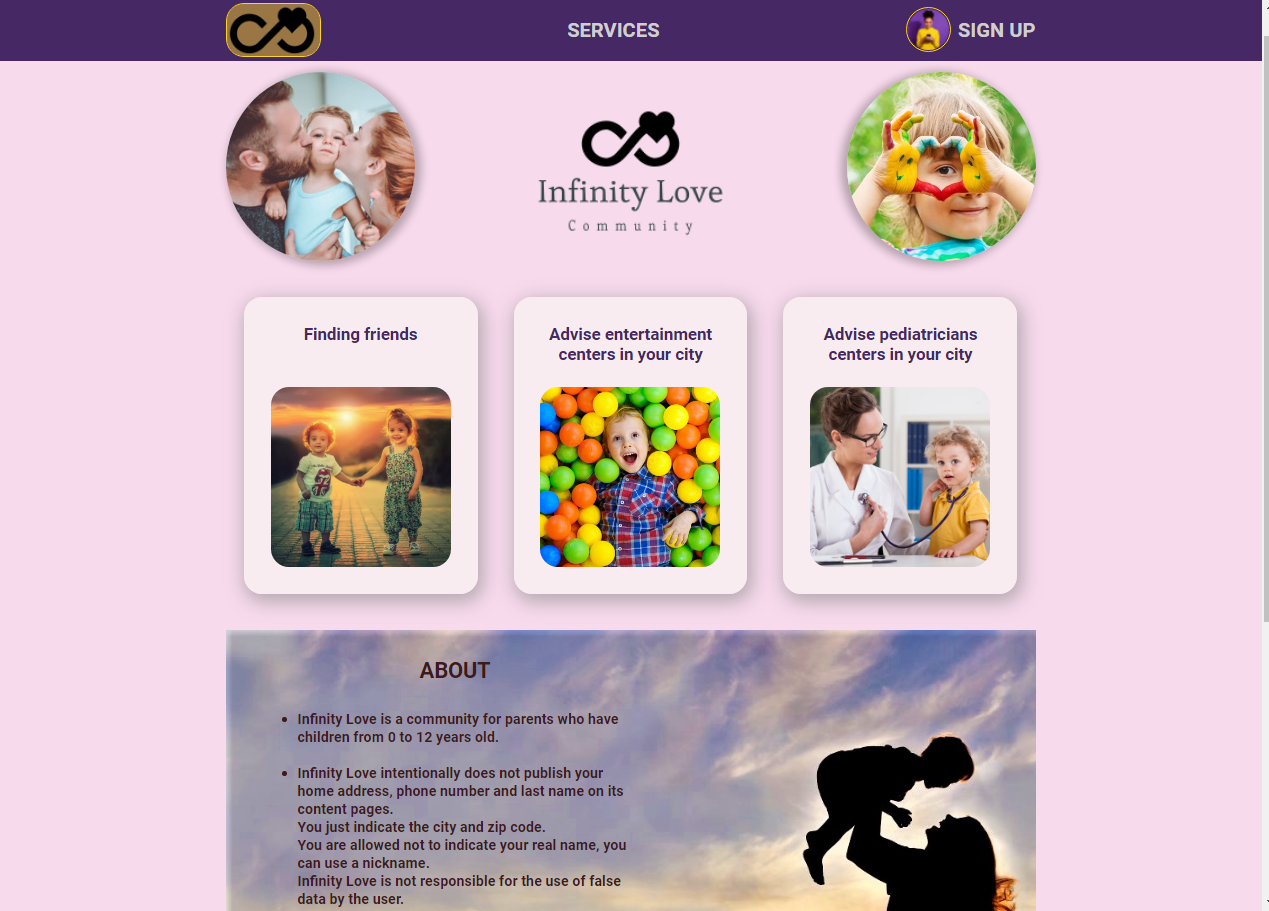 SERVICES
SIGN UP
Infinity Love
Community
Finding friends
Advise entertainment
centers in your city
Advise pediatricians
centers in your city
ABOUT
• Infinity Love is a community for parents who have
children from 0 to 12 years old.
• Infinity Love intentionally does not publish your
home address, phone number and last name on its
content pages.
You just indicate the city and zip code.
You are allowed not to indicate your real name, you
can use a nickname.
Infinity Love is not responsible for the use of false
data by the user.